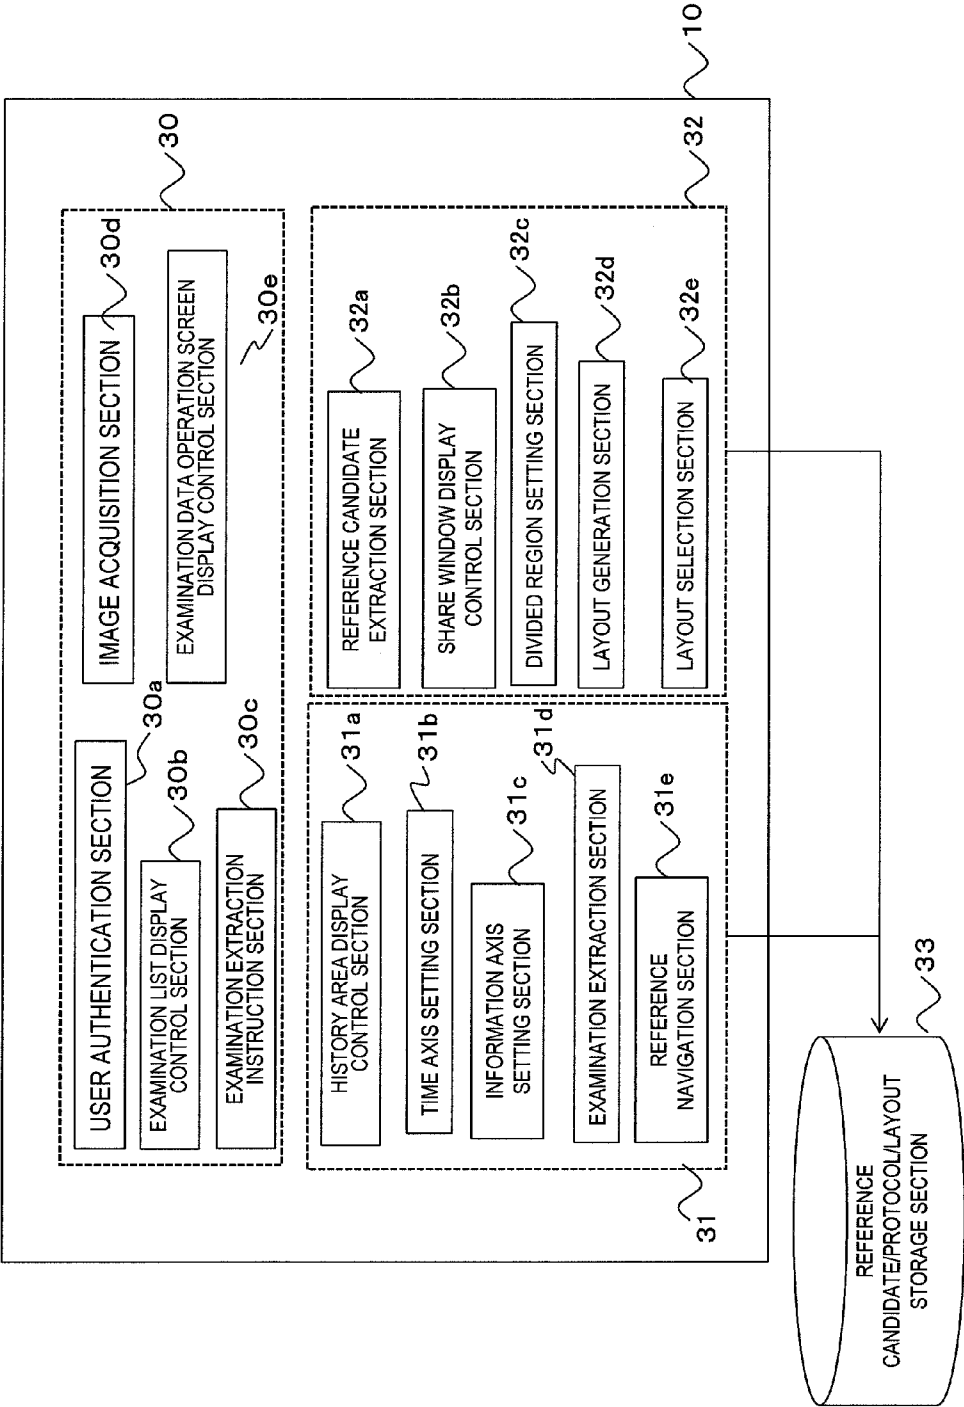 10
30
USER AUTHENTICATION SECTION
30a
EXAMINATION LIST DISPLAY
CONTROL SECTION
30b
EXAMINATION EXTRACTION
INSTRUCTION SECTION
30c
IMAGE ACQUISITION SECTION
30d
EXAMINATION DATA OPERATION SCREEN
DISPLAY CONTROL SECTION
30e
31
HISTORY AREA DISPLAY
CONTROL SECTION
31a
TIME AXIS SETTING SECTION
31b
INFORMATION AXIS
SETTING SECTION
31c
EXAMINATION EXTRACTION SECTION
31d
REFERENCE
NAVIGATION SECTION
31e
32
REFERENCE CANDIDATE
EXTRACTION SECTION
32a
SHARE WINDOW DISPLAY
CONTROL SECTION
32b
DIVIDED REGION SETTING SECTION
32c
LAYOUT GENERATION SECTION
32d
LAYOUT SELECTION SECTION
32e
REFERENCE
CANDIDATE/PROTOCOL/LAYOUT
STORAGE SECTION
33